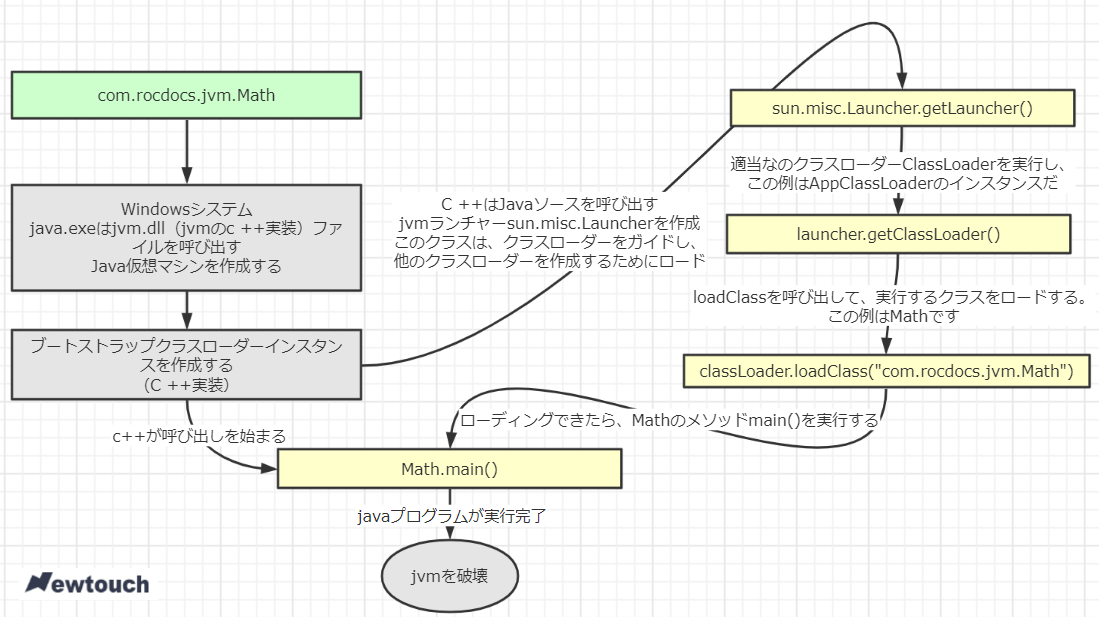 com.rocdocs.jvm.Math
Windowsシステム
java.exeはjvm.dll（jvmのc ++実装）ファ
イルを呼び出す
Java仮想マシンを作成する
ブートストラップクラスローダーインスタン
スを作成する
（C ++実装）
c++が呼び出しを始まる
C ++はJavaソースを呼び出す
jvmランチャーsun.misc.Launcherを作成
このクラスは、クラスローダーをガイドし、
他のクラスローダーを作成するためにロード
sun.misc.Launcher.getLauncher()
適当なのクラスローダーClassLoaderを実行し、
この例はAppClassLoaderのインスタンスだ
launcher.getClassLoader()
loadClassを呼び出して、実行するクラスをロードする。
この例はMathです
classLoader.loadClass("com.rocdocs.jvm.Math")
ローディングできたら、Mathのメソッドmain()を実行する
Math.main()
javaプログラムが実行完了
jvmを破壊
Newtouch